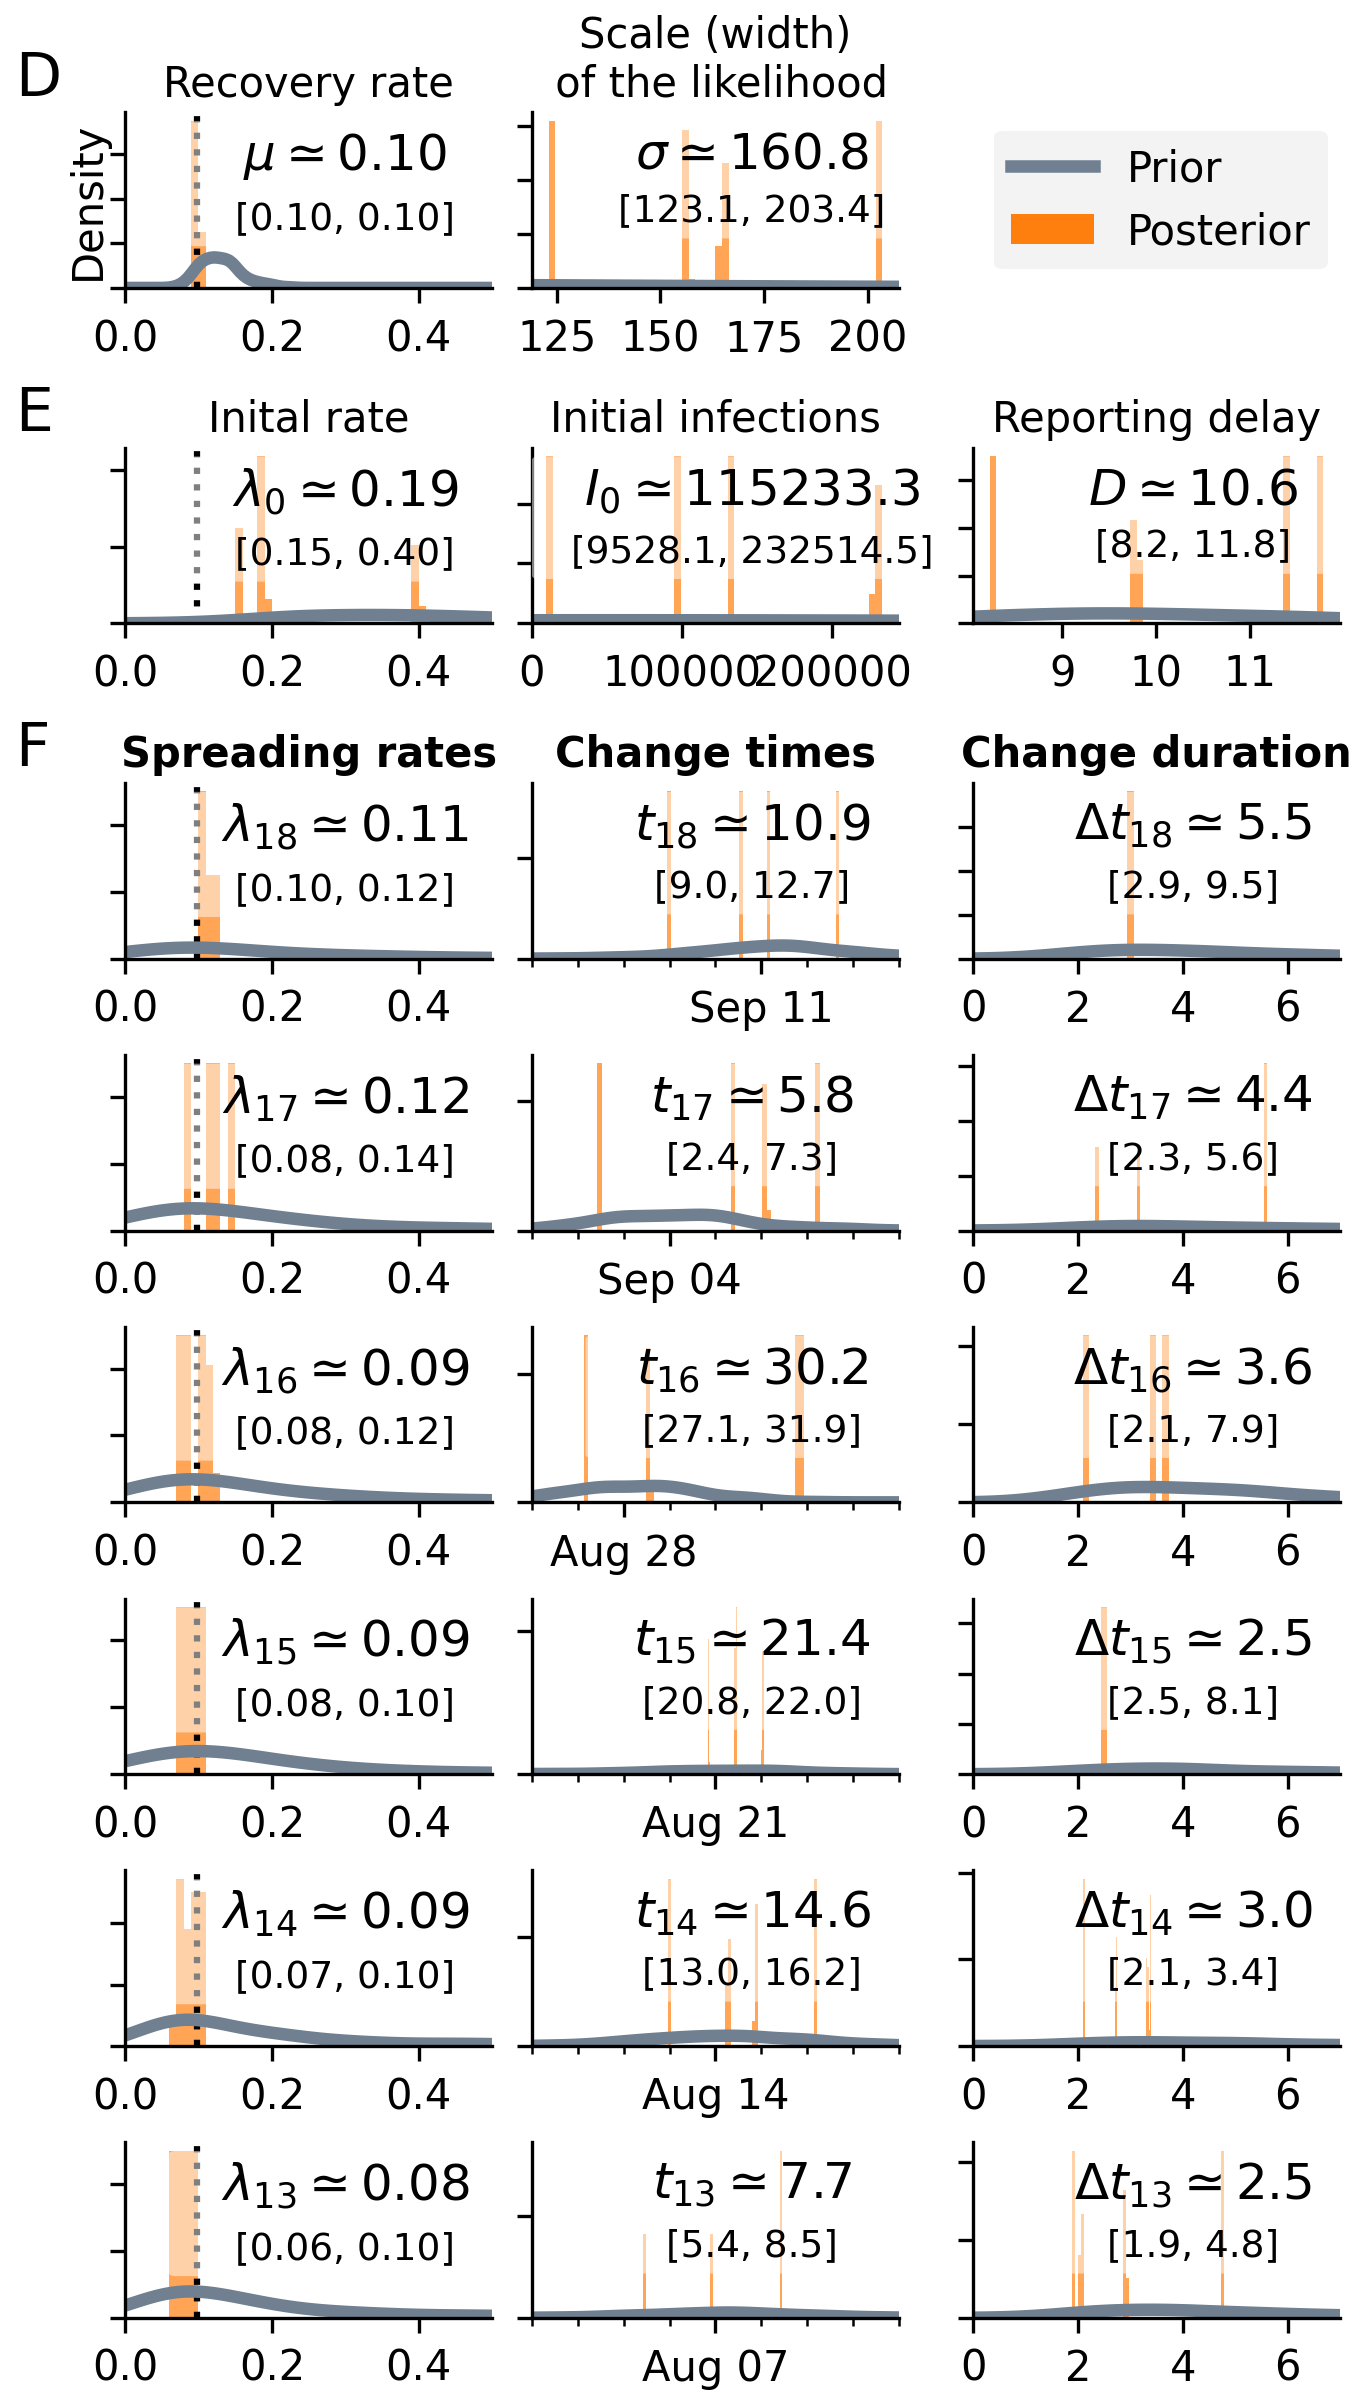 D
Recovery rate
Scale (width)
of the likelihood
Density
μ ≃ 0.10
[0.10, 0.10]
σ ≃ 160.8
[123.1, 203.4]
Prior
Posterior
0.0 0.2 0.4
125 150 175 200
E
Inital rate
Initial infections
Reporting delay
λ0 ≃ 0.19
[0.15, 0.40]
I0 ≃ 115233.3
[9528.1, 232514.5]
D ≃ 10.6
[8.2, 11.8]
0.0 0.2 0.4
0 100000 200000
9 10 11
F
Spreading rates
Change times
Change duration
λ18 ≃ 0.11
[0.10, 0.12]
t18 ≃ 10.9
[9.0, 12.7]
Δt18 ≃ 5.5
[2.9, 9.5]
0.0 0.2 0.4
Sep 11
0 2 4 6
λ17 ≃ 0.12
[0.08, 0.14]
t17 ≃ 5.8
[2.4, 7.3]
Δt17 ≃ 4.4
[2.3, 5.6]
0.0 0.2 0.4
Sep 04
0 2 4 6
λ16 ≃ 0.09
[0.08, 0.12]
t16 ≃ 30.2
[27.1, 31.9]
Δt16 ≃ 3.6
[2.1, 7.9]
0.0 0.2 0.4
Aug 28
0 2 4 6
λ15 ≃ 0.09
[0.08, 0.10]
t15 ≃ 21.4
[20.8, 22.0]
Δt15 ≃ 2.5
[2.5, 8.1]
0.0 0.2 0.4
Aug 21
0 2 4 6
λ14 ≃ 0.09
[0.07, 0.10]
t14 ≃ 14.6
[13.0, 16.2]
Δt14 ≃ 3.0
[2.1, 3.4]
0.0 0.2 0.4
Aug 14
0 2 4 6
λ13 ≃ 0.08
[0.06, 0.10]
t13 ≃ 7.7
[5.4, 8.5]
Δt13 ≃ 2.5
[1.9, 4.8]
0.0 0.2 0.4
Aug 07
0 2 4 6